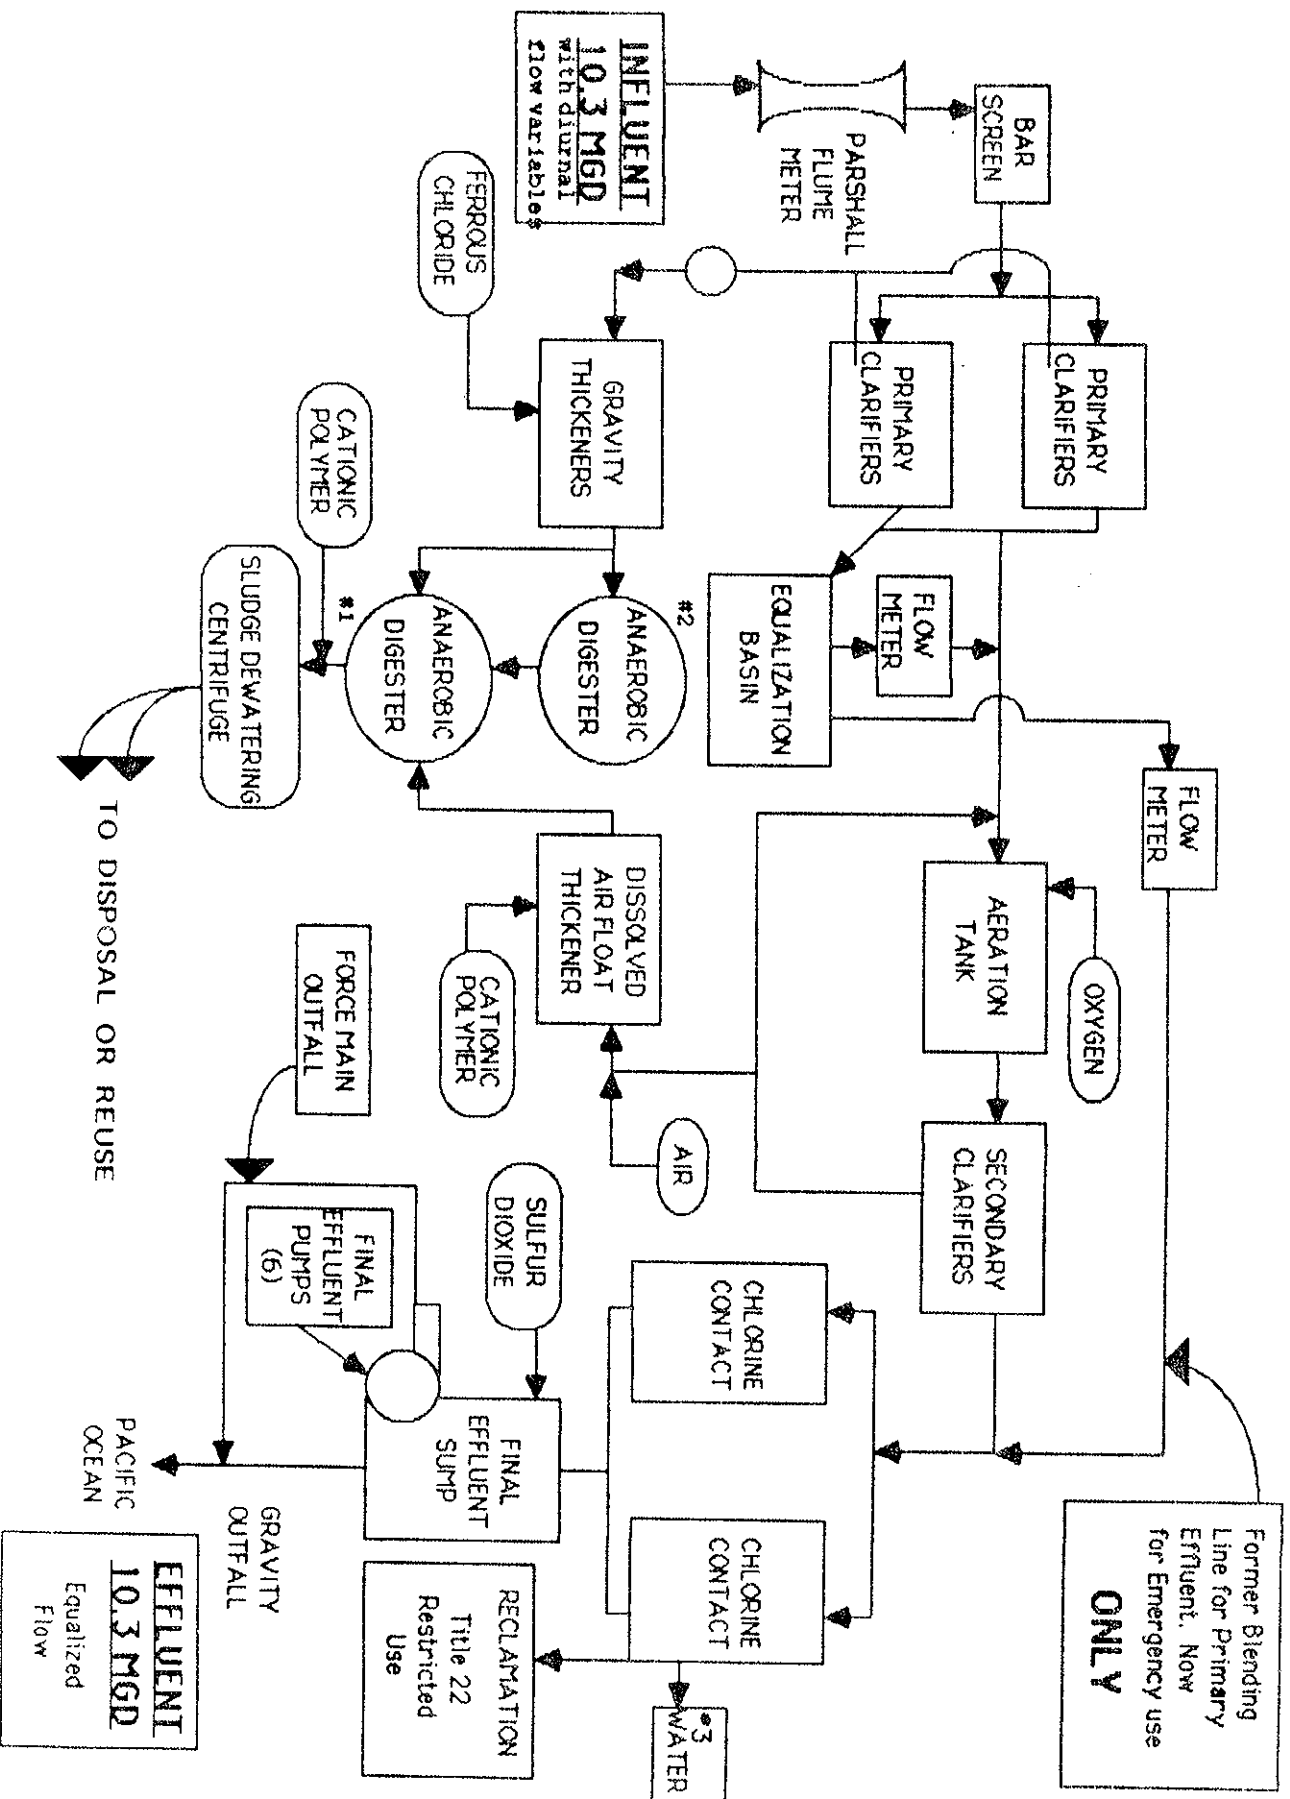 INFLUENT
10.3 MGD
with diurnal
flow variables
PARSHALL
FLUME
METER
BAR
SCREEN
PRIMARY
CLARIFIERS
PRIMARY
CLARIFIERS
FERROUS
CHLORIDE
GRAVITY
THICKENERS
CATIONIC
POLYMER
EQUALIZATION
BASIN
FLOW
METER
FLOW
METER
#2
ANAEROBIC
DIGESTER
#1
ANAEROBIC
DIGESTER
SLUDGE DEWATERING
CENTRIFUGE
TO DISPOSAL OR REUSE
OXYGEN
AERATION
TANK
SECONDARY
CLARIFIERS
DISSOLVED
AIR FLOAT
THICKENER
CATIONIC
POLYMER
AIR
FORCE MAIN
OUTFALL
SULFUR
DIOXIDE
FINAL
EFFLUENT
PUMPS
(6)
CHLORINE
CONTACT
CHLORINE
CONTACT
FINAL
EFFLUENT
SUMP
Former Blending
Line for Primary
Effluent. Now
for Emergency use
ONLY
#3
WATER
RECLAMATION
Title 22
Restricted
Use
GRAVITY
OUTFALL
PACIFIC
OCEAN
EFFLUENT
10.3 MGD
Equalized
Flow